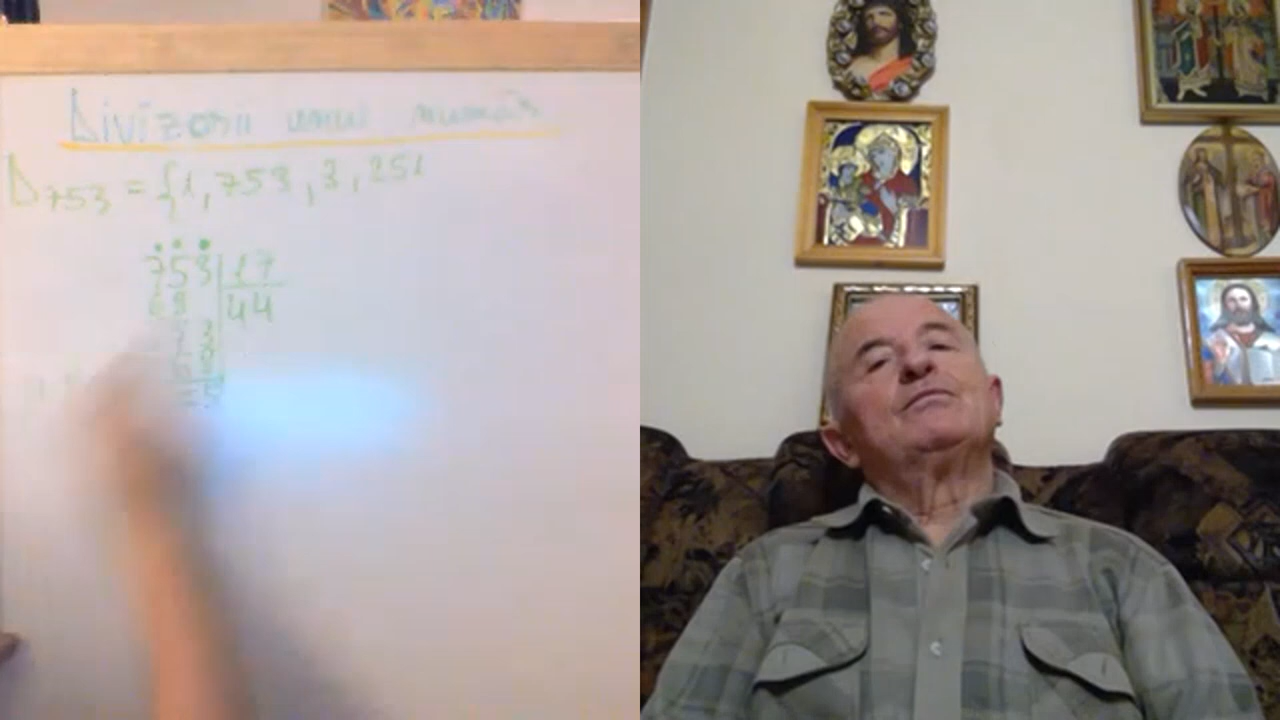 Divizorii unui număr
D753 = {1, 753, 3, 251
753 17
68 44
73
68
=5